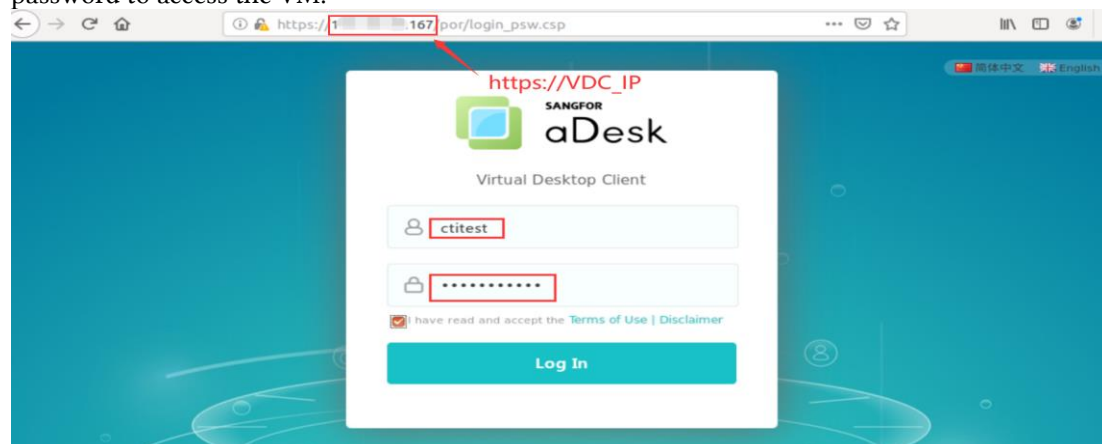 password to access the VM.
https://1 .167/por/login_psw.csp
简体中文 English
https://VDC_IP
SANGFOR
aDesk
Virtual Desktop Client
ctitest
•••••••••••
I have read and accept the Terms of Use | Disclaimer
Log In